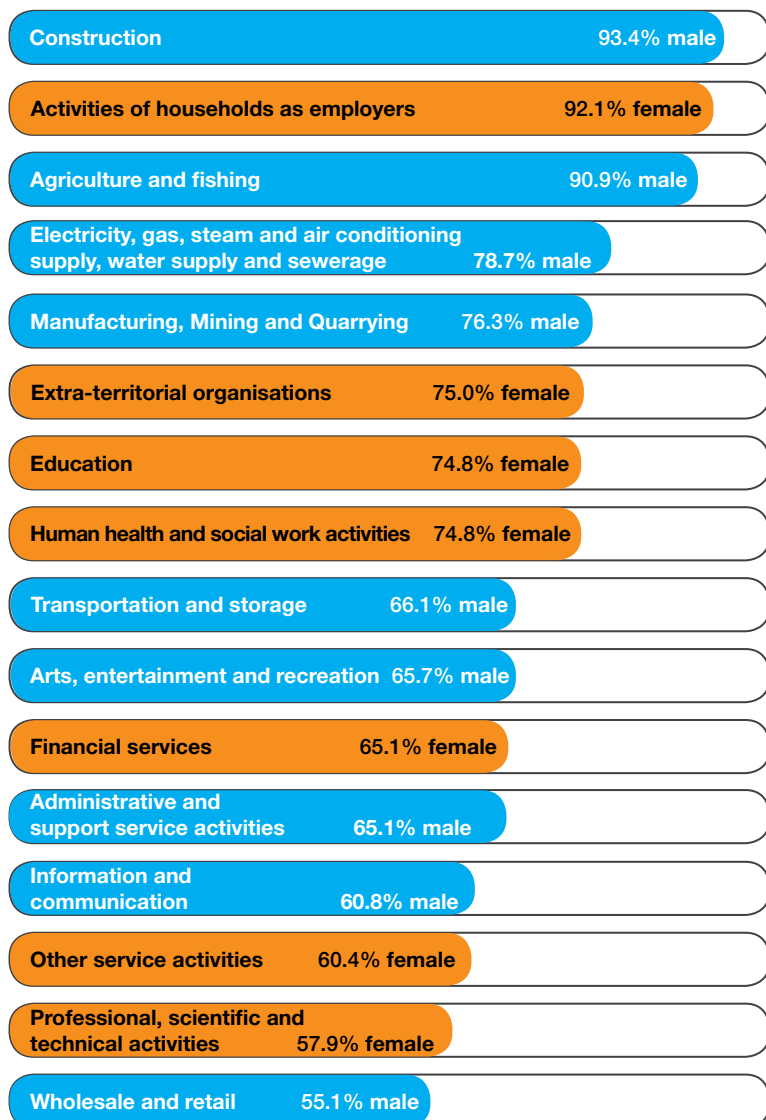 Construction 93.4% male
Activities of households as employers 92.1% female
Agriculture and fishing 90.9% male
Electricity, gas, steam and air conditioning
supply, water supply and sewerage 78.7% male
Manufacturing, Mining and Quarrying 76.3% male
Extra-territorial organisations 75.0% female
Education 74.8% female
Human health and social work activities 74.8% female
Transportation and storage 66.1% male
Arts, entertainment and recreation 65.7% male
Financial services 65.1% female
Administrative and
support service activities 65.1% male
Information and
communication 60.8% male
Other service activities 60.4% female
Professional, scientific and
technical activities 57.9% female
Wholesale and retail 55.1% male